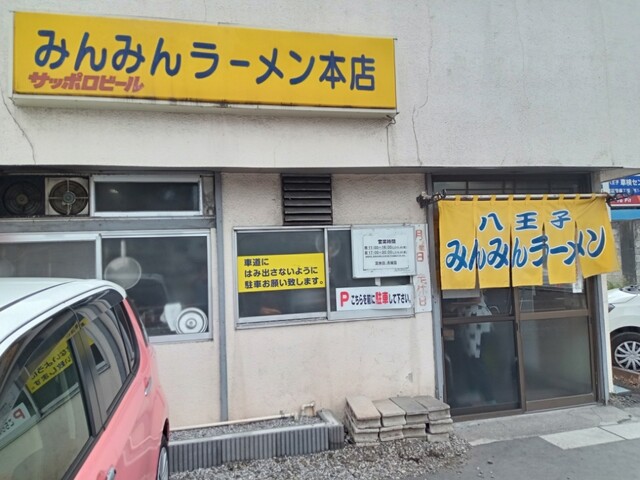 みんみんラーメン本店
サッポロビール
八王子
みんみんラーメン
車道に
はみ出さないように
駐車お願い致します。
営業時間
Pこちらを前に駐車して下さい。